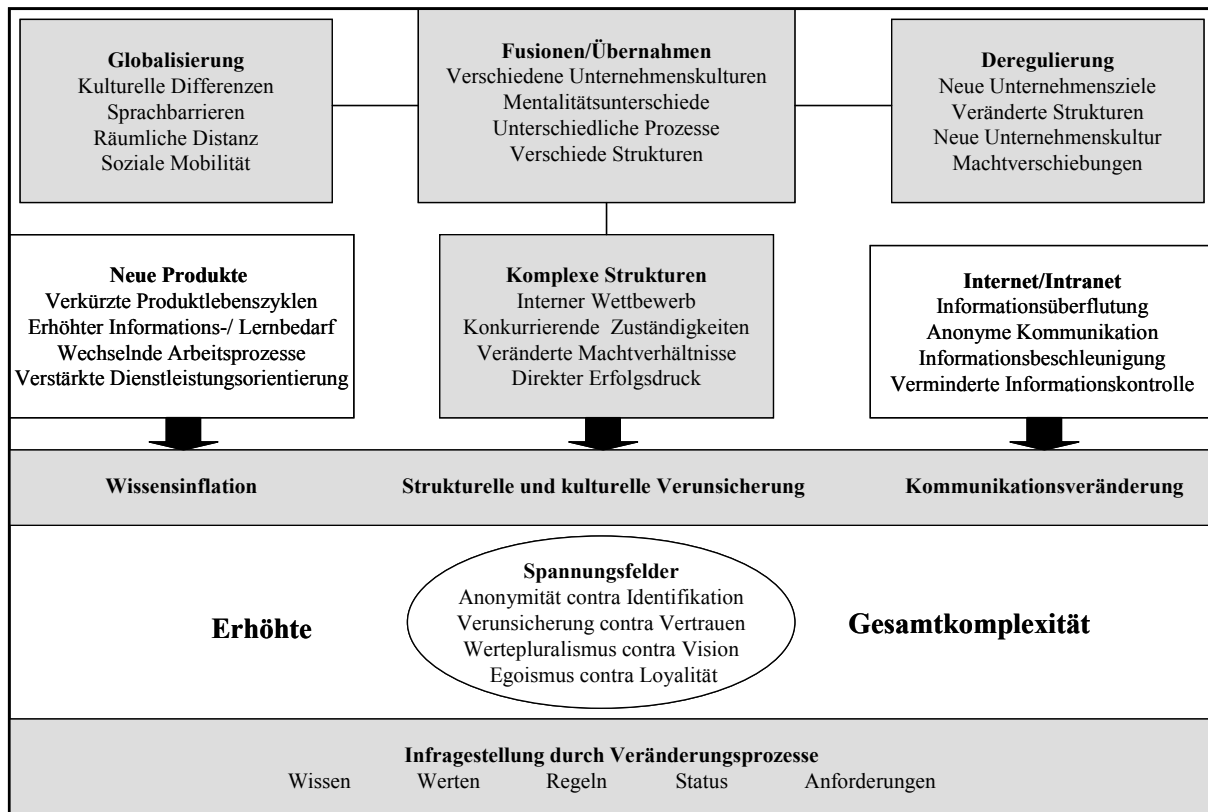 Globalisierung
Kulturelle Differenzen
Sprachbarrieren
Räumliche Distanz
Soziale Mobilität
Fusionen/Übernahmen
Verschiedene Unternehmenskulturen
Mentalitätsunterschiede
Unterschiedliche Prozesse
Verschiede Strukturen
Deregulierung
Neue Unternehmensziele
Veränderte Strukturen
Neue Unternehmenskultur
Machtverschiebungen
Neue Produkte
Verkürzte Produktlebenszyklen
Erhöhter Informations-/ Lernbedarf
Wechselnde Arbeitsprozesse
Verstärkte Dienstleistungsorientierung
Komplexe Strukturen
Interner Wettbewerb
Konkurrierende Zuständigkeiten
Veränderte Machtverhältnisse
Direkter Erfolgsdruck
Internet/Intranet
Informationsüberflutung
Anonyme Kommunikation
Informationsbeschleunigung
Verminderte Informationskontrolle
Wissensinflation
Strukturelle und kulturelle Verunsicherung
Kommunikationsveränderung
Erhöhte
Spannungsfelder
Anonymität contra Identifikation
Verunsicherung contra Vertrauen
Wertepluralismus contra Vision
Egoismus contra Loyalität
Gesamtkomplexität
Infragestellung durch Veränderungsprozesse
Wissen Werten Regeln Status Anforderungen